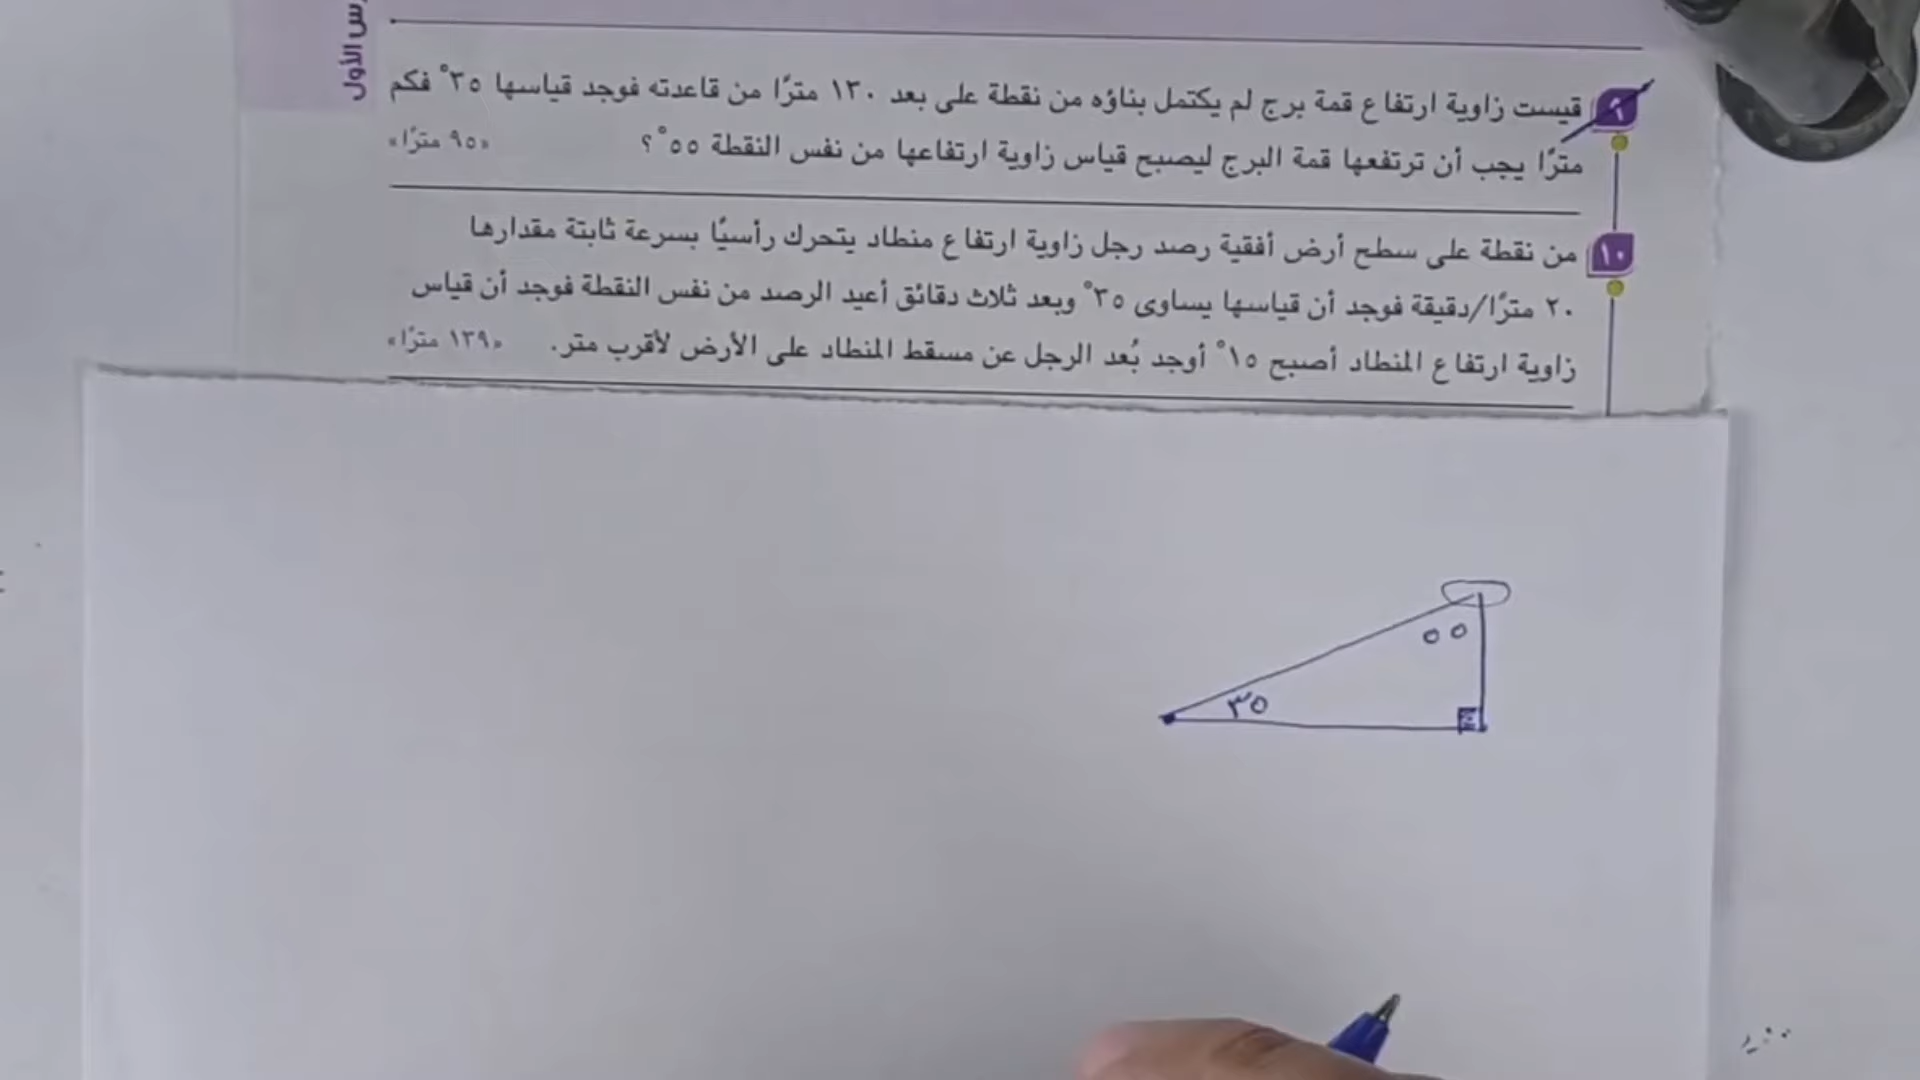 رس الأول
٩ قيست زاوية ارتفاع قمة برج لم يكتمل بناؤه من نقطة على بعد ١٣٠ مترًا من قاعدته فوجد قياسها ٣٥° فكم
مترًا يجب أن ترتفعها قمة البرج ليصبح قياس زاوية ارتفاعها من نفس النقطة ٥٥° ؟ «٩٥ مترًا»
١٠ من نقطة على سطح أرض أفقية رصد رجل زاوية ارتفاع منطاد يتحرك رأسيًا بسرعة ثابتة مقدارها
٢٠ مترًا/دقيقة فوجد أن قياسها يساوى ٣٥° وبعد ثلاث دقائق أعيد الرصد من نفس النقطة فوجد أن قياس
زاوية ارتفاع المنطاد أصبح ١٥° أوجد بُعد الرجل عن مسقط المنطاد على الأرض لأقرب متر. «١٣٩ مترًا»
٥٥
٣٥